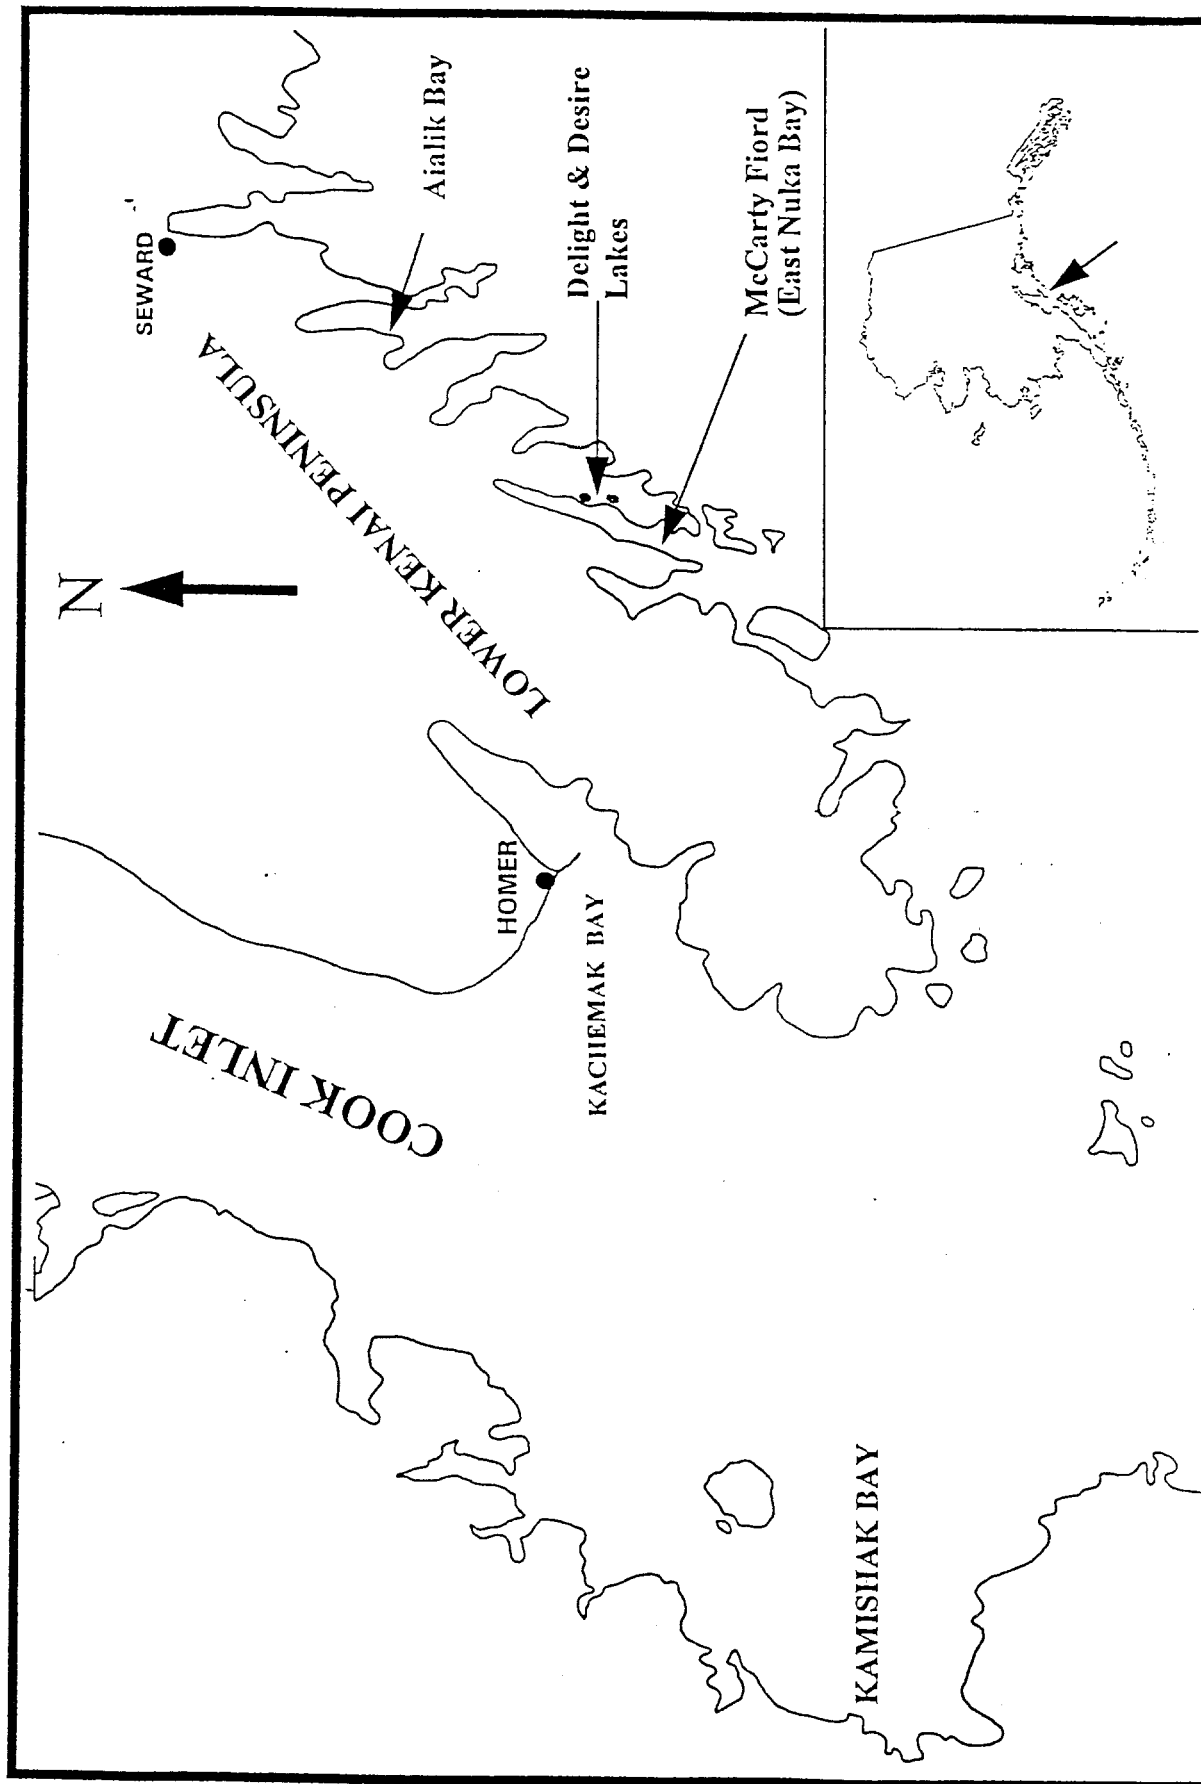 N
SEWARD
Aialik Bay
LOWER KENAI PENINSULA
Delight & Desire
Lakes
McCarty Fiord
(East Nuka Bay)
HOMER
KACHEMAK BAY
COOK INLET
KAMISHAK BAY